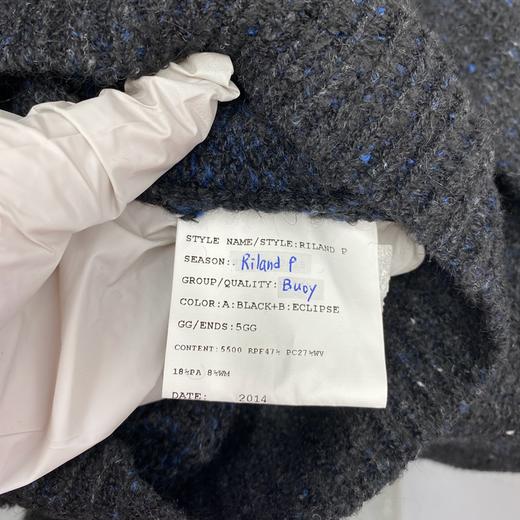 STYLE NAME/STYLE:RILAND P
SEASON:. Riland P
GROUP/QUALITY: Buoy
COLOR:A:BLACK+B:ECLIPSE
GG/ENDS:5GG
CONTENT:5500 RPF47% PC27%WV
18%PA 8%WM
DATE: 2014